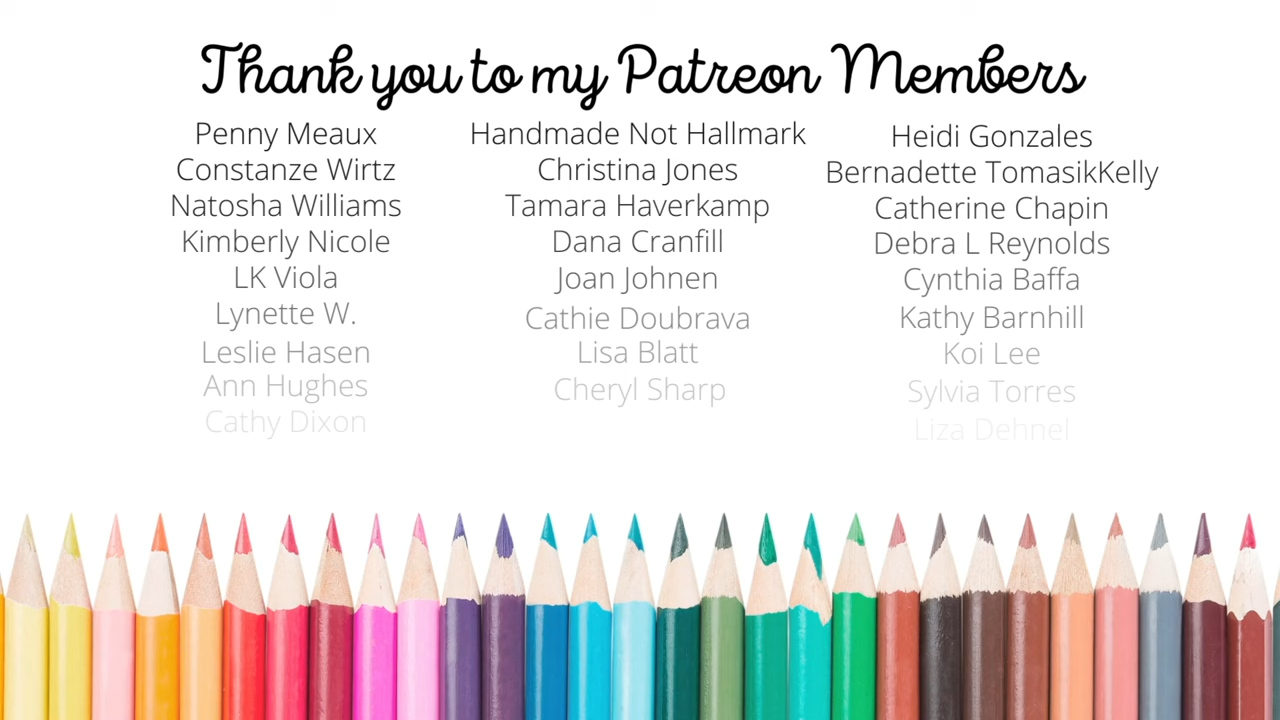 Thank you to my Patreon Members
Penny Meaux
Constanze Wirtz
Natosha Williams
Kimberly Nicole
LK Viola
Lynette W.
Leslie Hasen
Ann Hughes
Cathy Dixon
Handmade Not Hallmark
Christina Jones
Tamara Haverkamp
Dana Cranfill
Joan Johnen
Cathie Doubrava
Lisa Blatt
Cheryl Sharp
Heidi Gonzales
Bernadette TomasikKelly
Catherine Chapin
Debra L Reynolds
Cynthia Baffa
Kathy Barnhill
Koi Lee
Sylvia Torres
Liza Dehnel